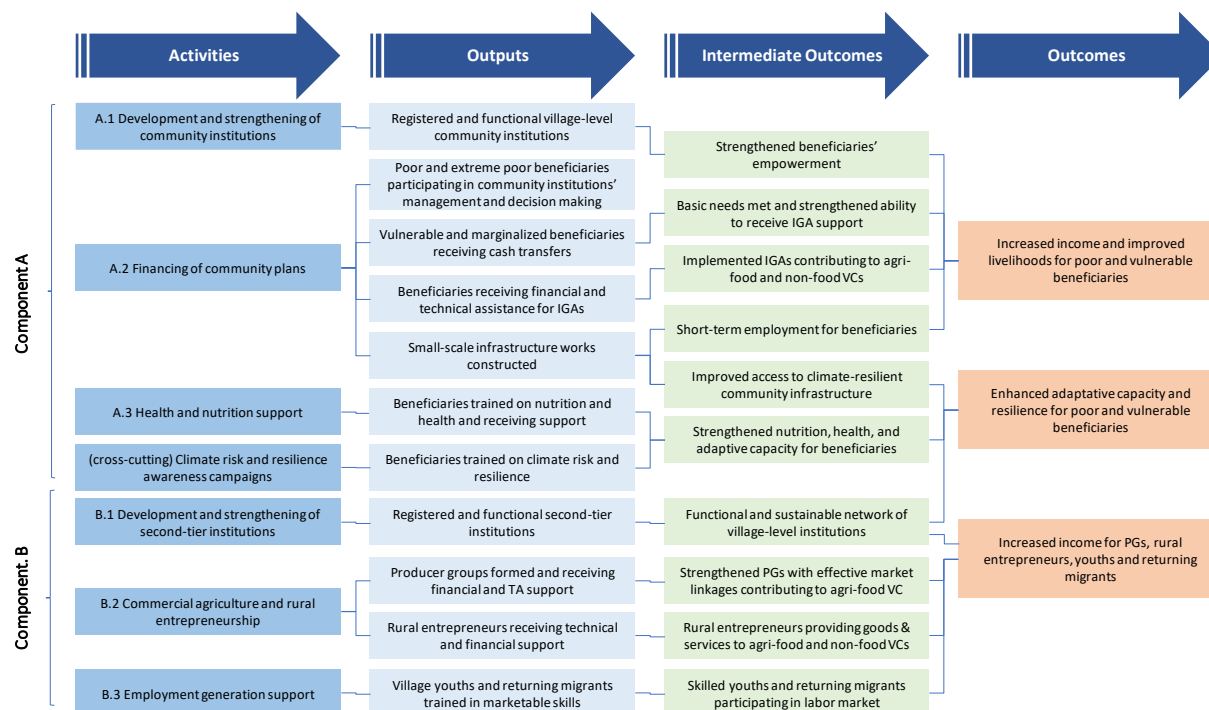 Activities
Outputs
Intermediate Outcomes
Outcomes
Component A
A.1 Development and strengthening of
community institutions
A.2 Financing of community plans
A.3 Health and nutrition support
(cross-cutting) Climate risk and resilience
awareness campaigns
Component. B
B.1 Development and strengthening of
second-tier institutions
B.2 Commercial agriculture and rural
entrepreneurship
B.3 Employment generation support
Registered and functional village-level
community institutions
Poor and extreme poor beneficiaries
participating in community institutions'
management and decision making
Vulnerable and marginalized beneficiaries
receiving cash transfers
Beneficiaries receiving financial and
technical assistance for IGAs
Small-scale infrastructure works
constructed
Beneficiaries trained on nutrition and
health and receiving support
Beneficiaries trained on climate risk and
resilience
Registered and functional second-tier
institutions
Producer groups formed and receiving
financial and TA support
Rural entrepreneurs receiving technical
and financial support
Village youths and returning migrants
trained in marketable skills
Strengthened beneficiaries'
empowerment
Basic needs met and strengthened ability
to receive IGA support
Implemented IGAs contributing to agri-
food and non-food VCs
Short-term employment for beneficiaries
Improved access to climate-resilient
community infrastructure
Strengthened nutrition, health, and
adaptive capacity for beneficiaries
Functional and sustainable network of
village-level institutions
Strengthened PGs with effective market
linkages contributing to agri-food VC
Rural entrepreneurs providing goods &
services to agri-food and non-food VCs
Skilled youths and returning migrants
participating in labor market
Increased income and improved
livelihoods for poor and vulnerable
beneficiaries
Enhanced adaptative capacity and
resilience for poor and vulnerable
beneficiaries
Increased income for PGs, rural
entrepreneurs, youths and returning
migrants